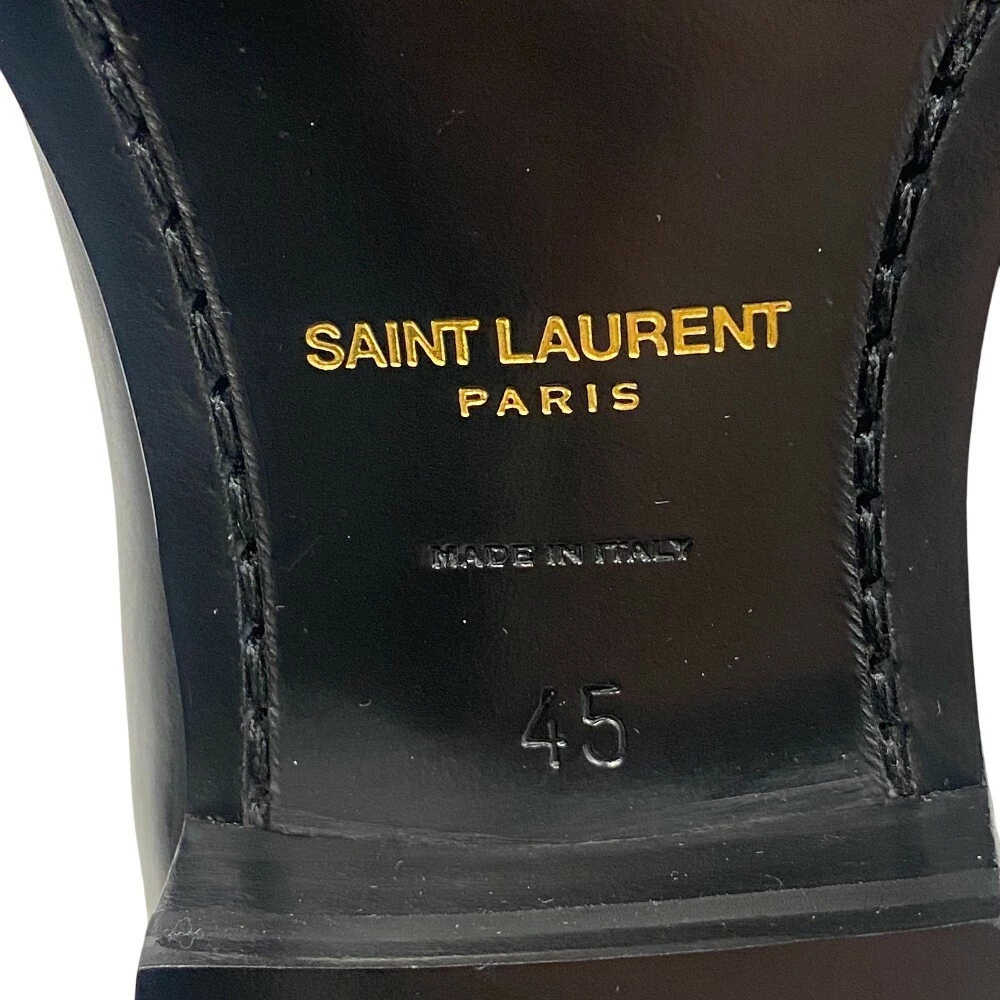 SAINT LAURENT
PARIS
MADE IN ITALY
45